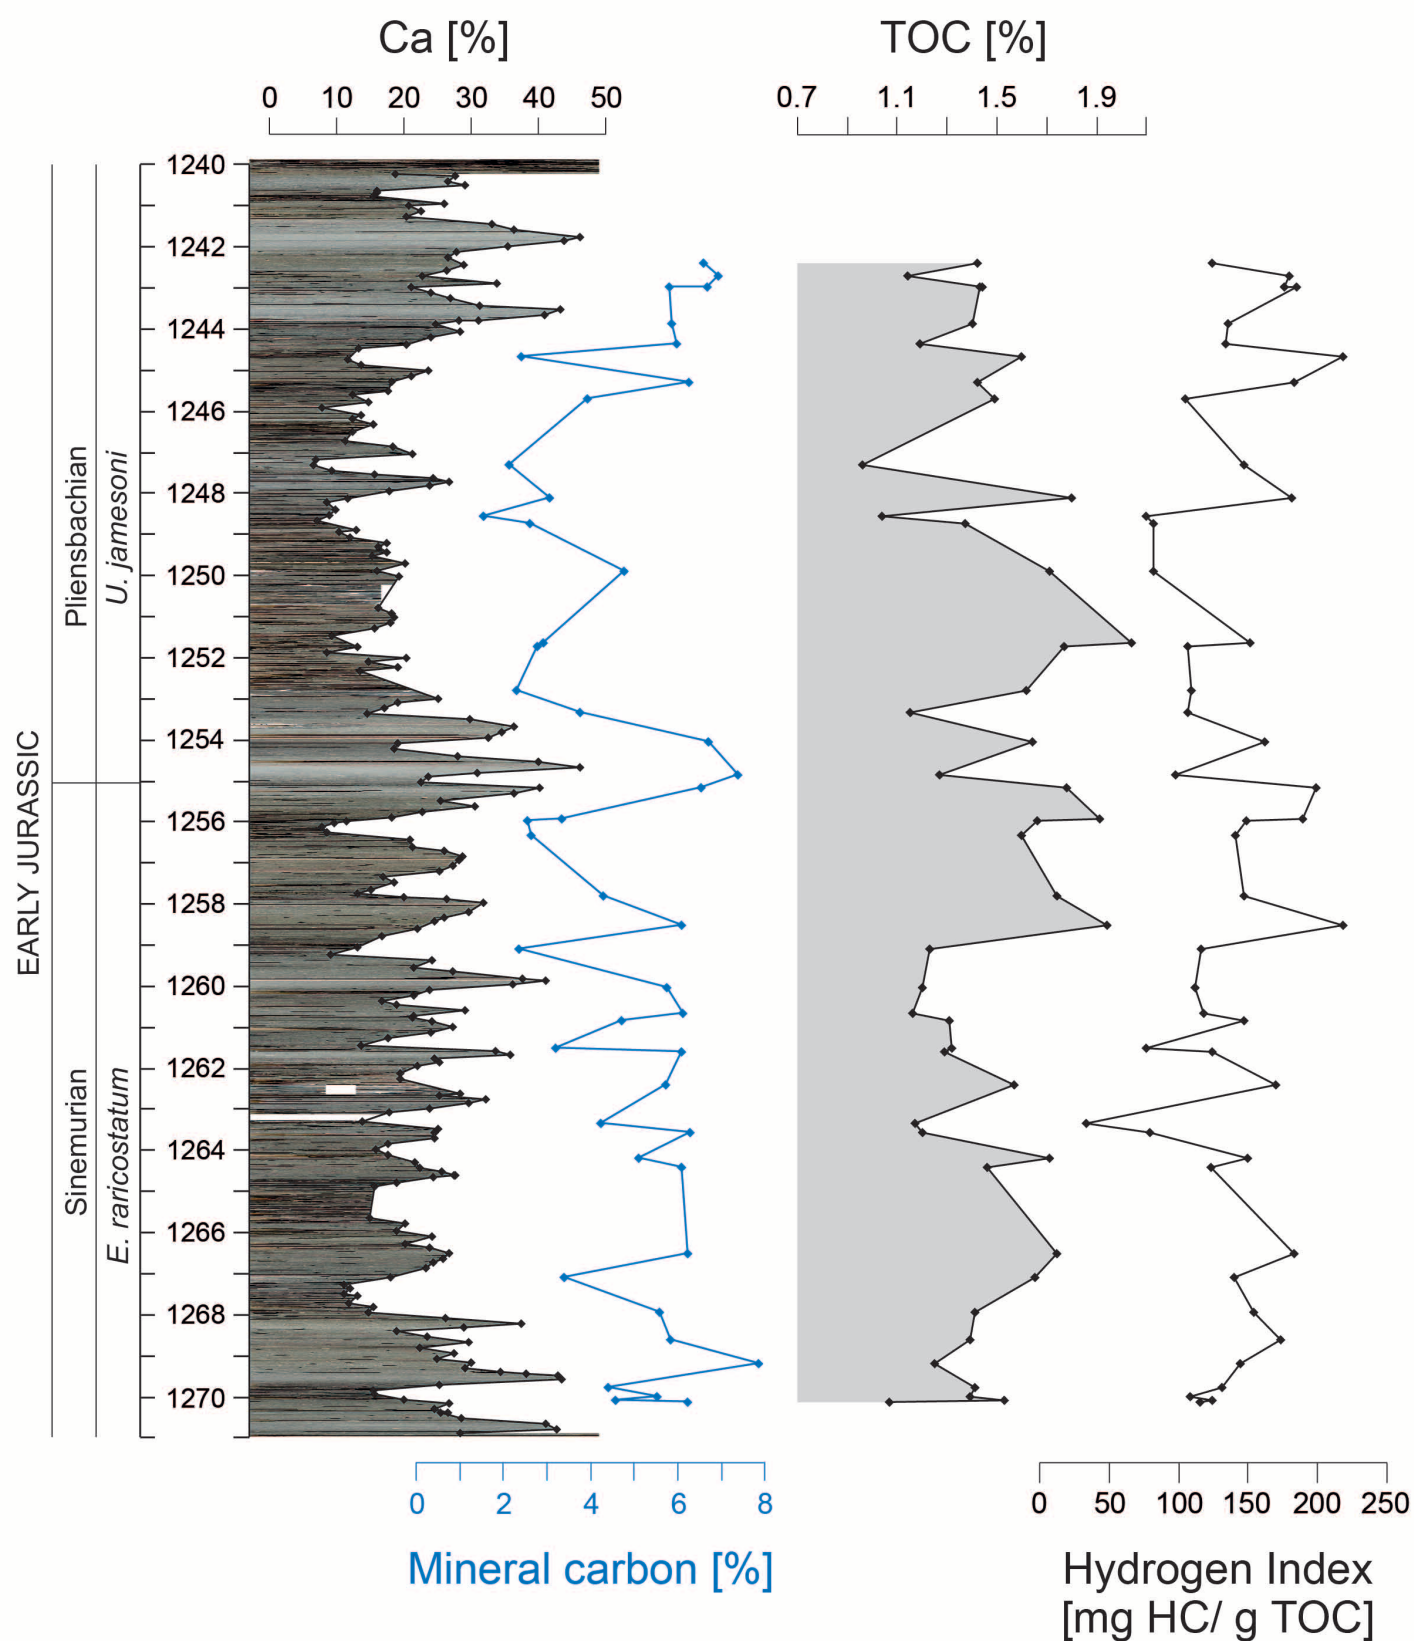 Ca [%] TOC [%]
0 10 20 30 40 50 0.7 1.1 1.5 1.9
1240
1242
1244
1246
1248
1250
1252
1254
1256
1258
1260
1262
1264
1266
1268
1270
EARLY JURASSIC
Pliensbachian
U. jamesoni
Sinemurian
E. raricostatum
0 2 4 6 8 0 50 100 150 200 250
Mineral carbon [%] Hydrogen Index
[mg HC/ g TOC]